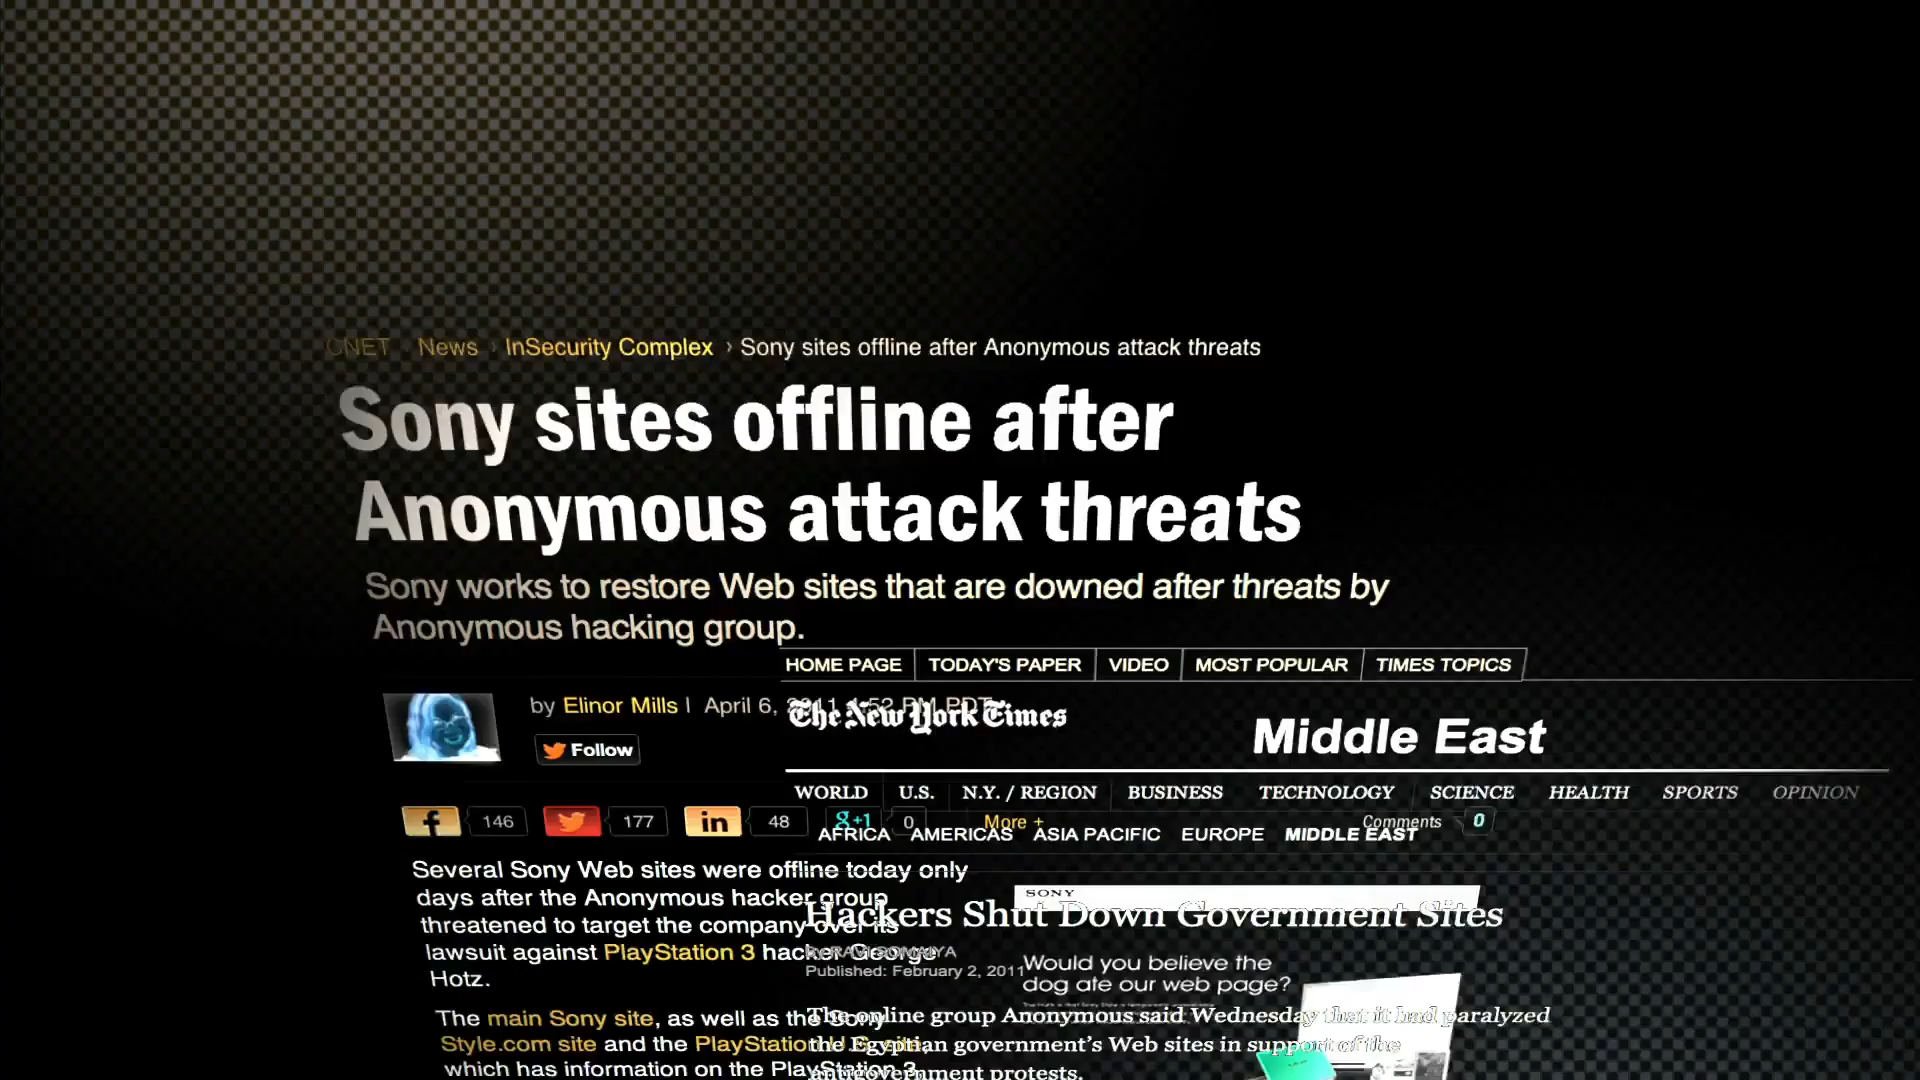 CNET › News › InSecurity Complex › Sony sites offline after Anonymous attack threats
Sony sites offline after
Anonymous attack threats
Sony works to restore Web sites that are downed after threats by
Anonymous hacking group.
by Elinor Mills | April 6, 2011 1:52 PM PDT
Follow
146
177
in 48
g+1 0
More +
Comments 0
Several Sony Web sites were offline today only
days after the Anonymous hacker group
threatened to target the company over its
lawsuit against PlayStation 3 hacker George
Hotz.
The main Sony site, as well as the Sony
Style.com site and the PlayStation U.S. site,
which has information on the PlayStation 3,
HOME PAGE TODAY'S PAPER VIDEO MOST POPULAR TIMES TOPICS
The New York Times
Middle East
WORLD U.S. N.Y. / REGION BUSINESS TECHNOLOGY SCIENCE HEALTH SPORTS OPINION
AFRICA AMERICAS ASIA PACIFIC EUROPE MIDDLE EAST
SONY
Hackers Shut Down Government Sites
By RAVI SOMAIYA
Published: February 2, 2011
Would you believe the
dog ate our web page?
The online group Anonymous said Wednesday that it had paralyzed
the Egyptian government's Web sites in support of the
antigovernment protests.